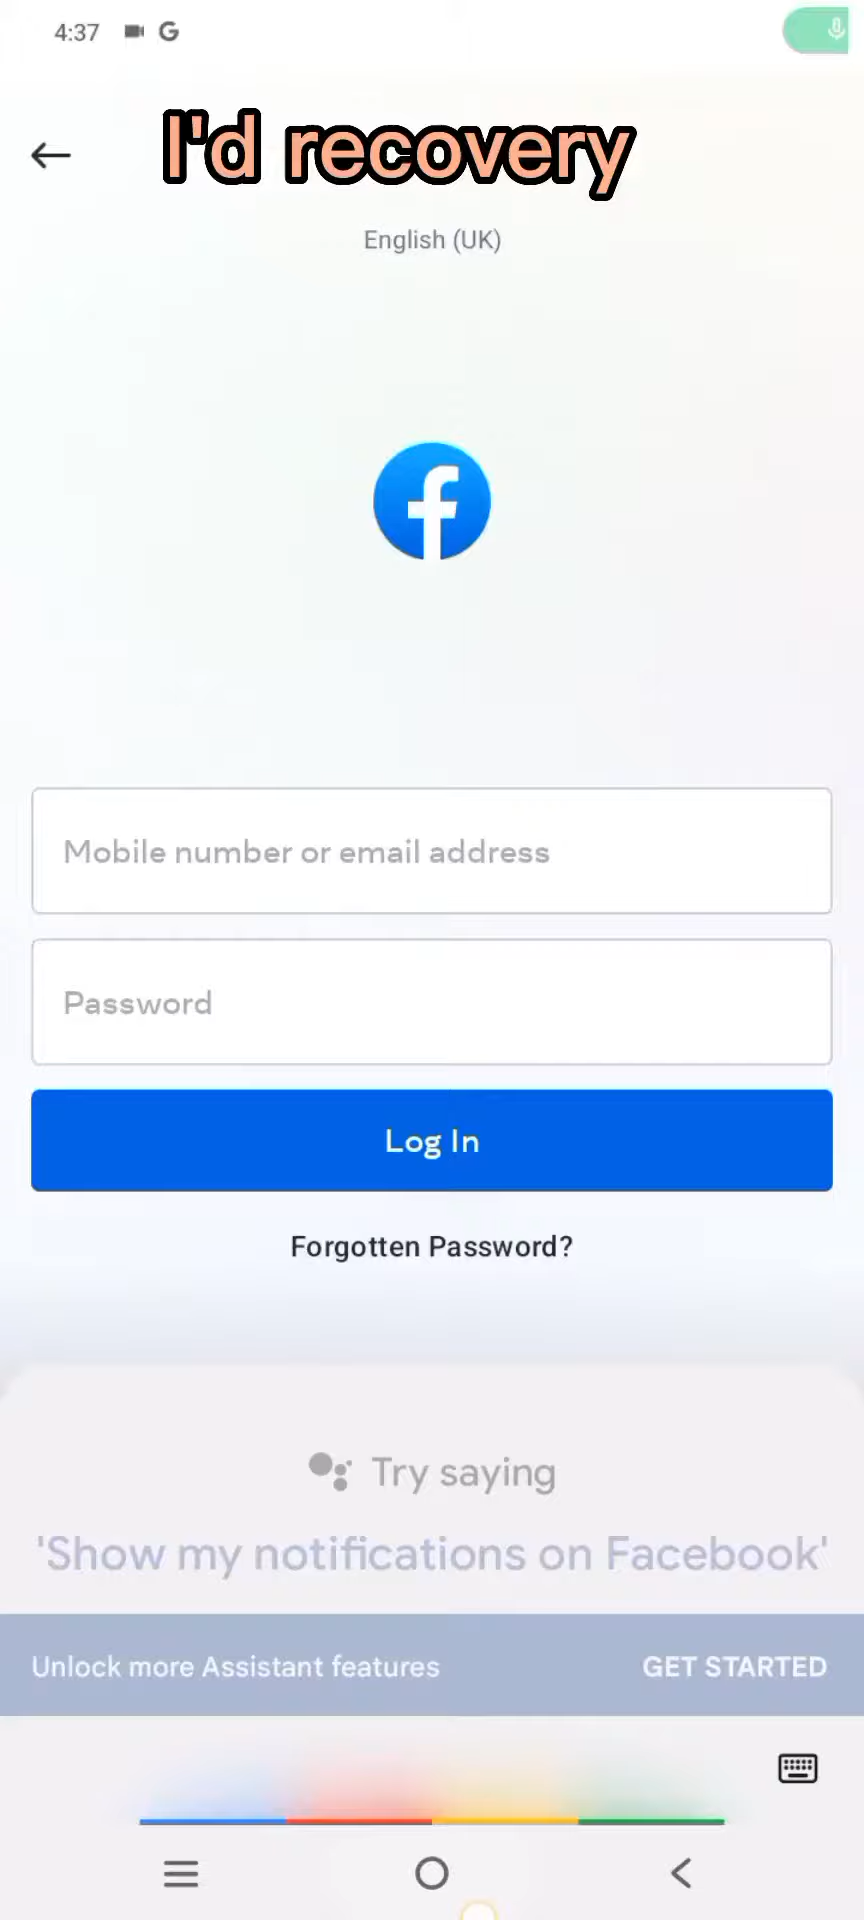 4:37
I'd recovery
English (UK)
Mobile number or email address
Password
Log In
Forgotten Password?
Try saying
'Show my notifications on Facebook'
Unlock more Assistant features GET STARTED